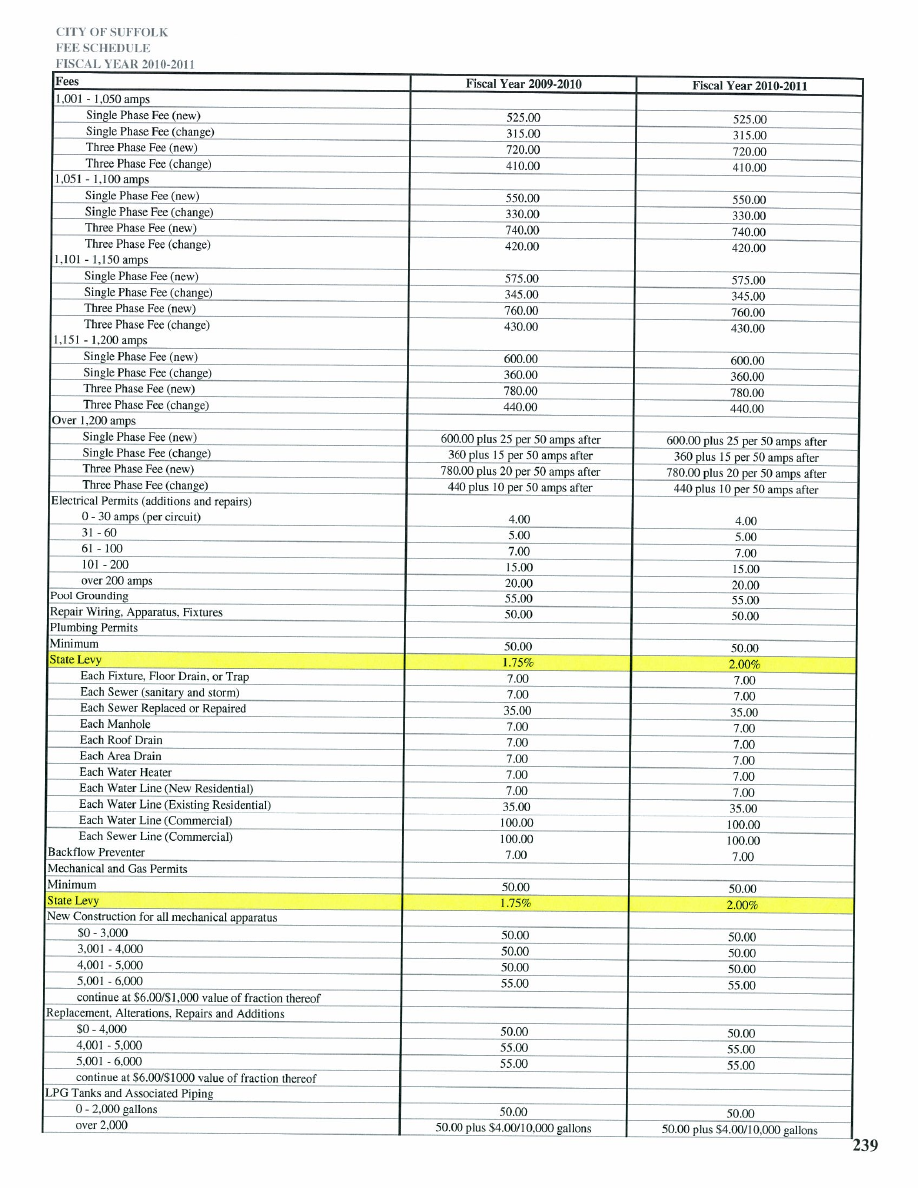 CITY OF SUFFOLK
FEE SCHEDULE
FISCAL YEAR 2010-2011
Fees Fiscal Year 2009-2010 Fiscal Year 2010-2011
1,001 - 1,050 amps
Single Phase Fee (new) 525.00 525.00
Single Phase Fee (change) 315.00 315.00
Three Phase Fee (new) 720.00 720.00
Three Phase Fee (change) 410.00 410.00
1,051 - 1,100 amps
Single Phase Fee (new) 550.00 550.00
Single Phase Fee (change) 330.00 330.00
Three Phase Fee (new) 740.00 740.00
Three Phase Fee (change) 420.00 420.00
1,101 - 1,150 amps
Single Phase Fee (new) 575.00 575.00
Single Phase Fee (change) 345.00 345.00
Three Phase Fee (new) 760.00 760.00
Three Phase Fee (change) 430.00 430.00
1,151 - 1,200 amps
Single Phase Fee (new) 600.00 600.00
Single Phase Fee (change) 360.00 360.00
Three Phase Fee (new) 780.00 780.00
Three Phase Fee (change) 440.00 440.00
Over 1,200 amps
Single Phase Fee (new) 600.00 plus 25 per 50 amps after 600.00 plus 25 per 50 amps after
Single Phase Fee (change) 360 plus 15 per 50 amps after 360 plus 15 per 50 amps after
Three Phase Fee (new) 780.00 plus 20 per 50 amps after 780.00 plus 20 per 50 amps after
Three Phase Fee (change) 440 plus 10 per 50 amps after 440 plus 10 per 50 amps after
Electrical Permits (additions and repairs)
0 - 30 amps (per circuit) 4.00 4.00
31 - 60 5.00 5.00
61 - 100 7.00 7.00
101 - 200 15.00 15.00
over 200 amps 20.00 20.00
Pool Grounding 55.00 55.00
Repair Wiring, Apparatus, Fixtures 50.00 50.00
Plumbing Permits
Minimum 50.00 50.00
State Levy 1.75% 2.00%
Each Fixture, Floor Drain, or Trap 7.00 7.00
Each Sewer (sanitary and storm) 7.00 7.00
Each Sewer Replaced or Repaired 35.00 35.00
Each Manhole 7.00 7.00
Each Roof Drain 7.00 7.00
Each Area Drain 7.00 7.00
Each Water Heater 7.00 7.00
Each Water Line (New Residential) 7.00 7.00
Each Water Line (Existing Residential) 35.00 35.00
Each Water Line (Commercial) 100.00 100.00
Each Sewer Line (Commercial) 100.00 100.00
Backflow Preventer 7.00 7.00
Mechanical and Gas Permits
Minimum 50.00 50.00
State Levy 1.75% 2.00%
New Construction for all mechanical apparatus
$0 - 3,000 50.00 50.00
3,001 - 4,000 50.00 50.00
4,001 - 5,000 50.00 50.00
5,001 - 6,000 55.00 55.00
continue at $6.00/$1,000 value of fraction thereof
Replacement, Alterations, Repairs and Additions
$0 - 4,000 50.00 50.00
4,001 - 5,000 55.00 55.00
5,001 - 6,000 55.00 55.00
continue at $6.00/$1000 value of fraction thereof
LPG Tanks and Associated Piping
0 - 2,000 gallons 50.00 50.00
over 2,000 50.00 plus $4.00/10,000 gallons 50.00 plus $4.00/10,000 gallons
239